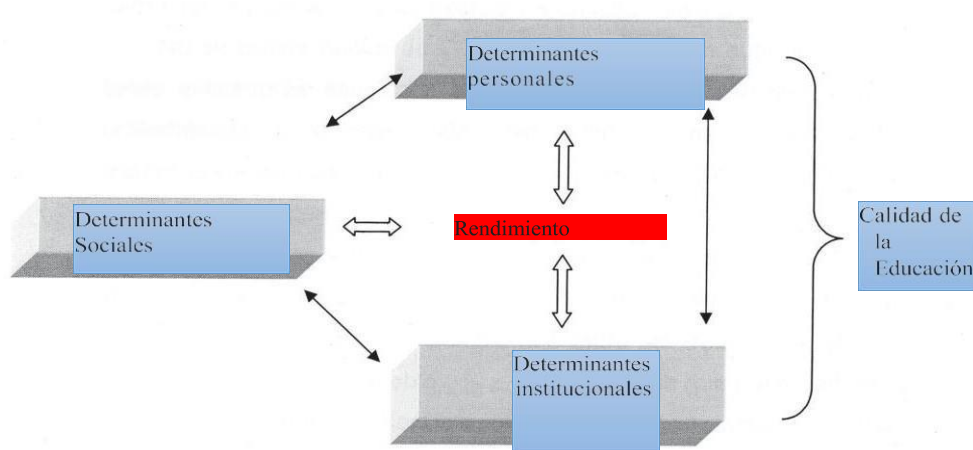 Determinantes
personales
Determinantes
Sociales
Rendimiento
Calidad de
la
Educación
Determinantes
institucionales